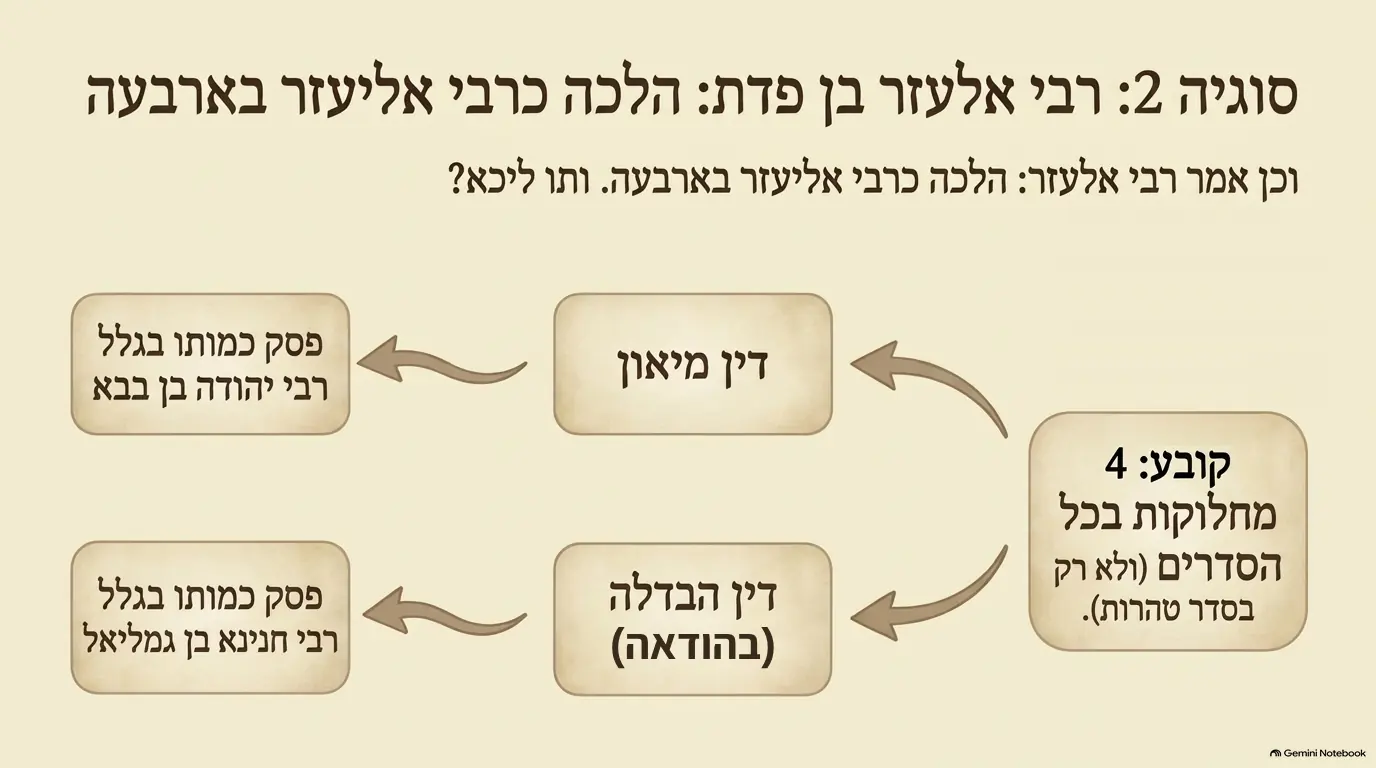 סוגיה 2: רבי אלעזר בן פדת: הלכה כרבי אליעזר בארבעה
וכן אמר רבי אלעזר: הלכה כרבי אליעזר בארבעה. ותו ליכא?
קובע: 4
מחלוקות בכל
הסדרים (ולא רק
בסדר טהרות).
דין מיאון
פסק כמותו בגלל
רבי יהודה בן בבא
דין הבדלה
(בהודאה)
פסק כמותו בגלל
רבי חנינא בן גמליאל
Gemini Notebook